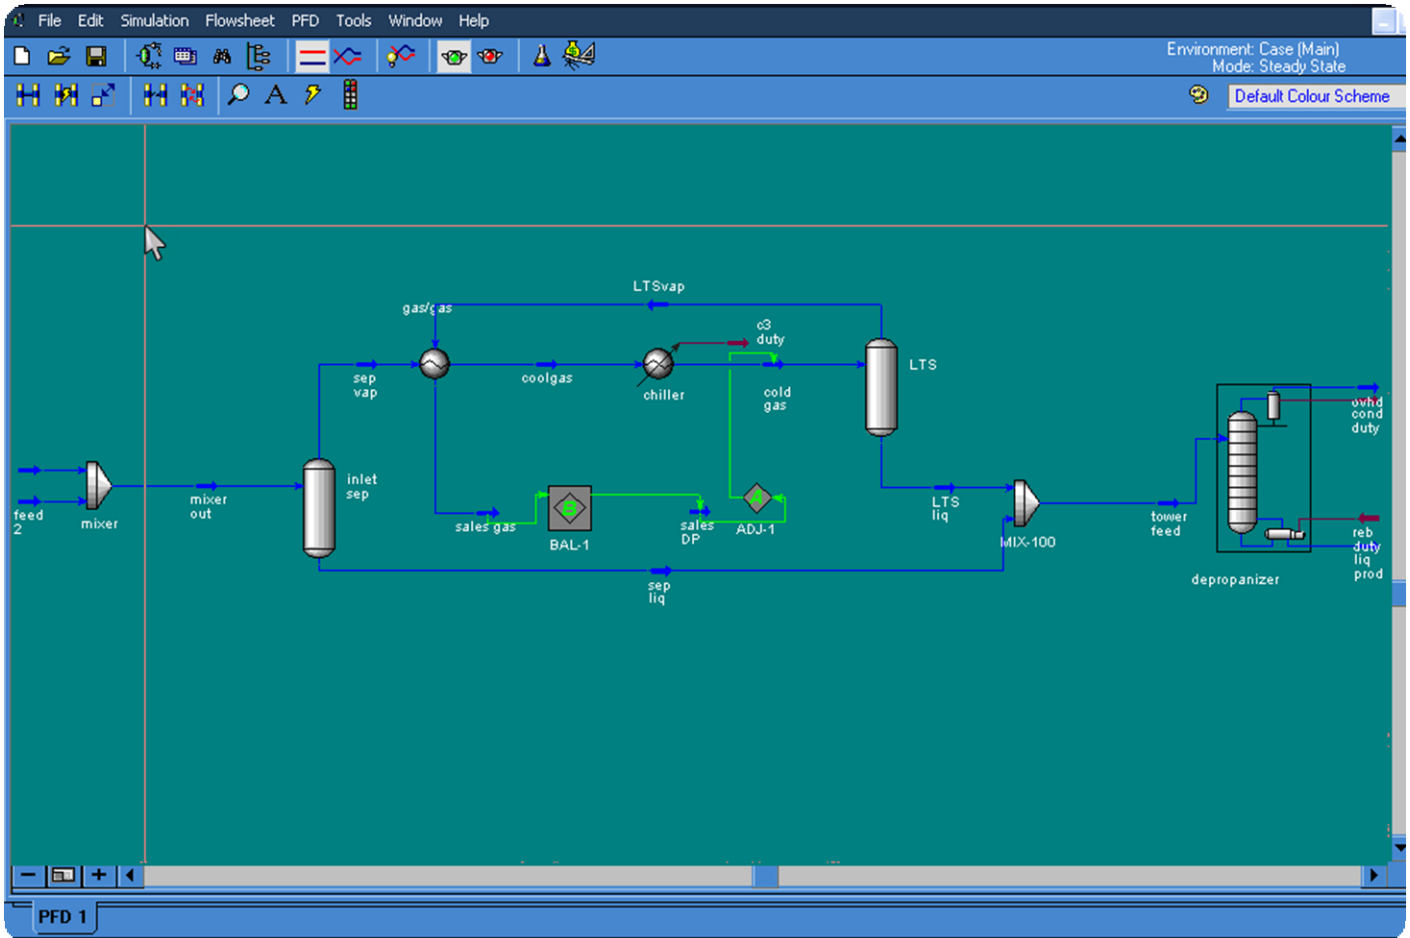 File Edit Simulation Flowsheet PFD Tools Window Help
Environment: Case (Main)
Mode: Steady State
A
Default Colour Scheme
LTSvap
gas/gas
c3
duty
sep
vap
coolgas
chiller
cold
gas
LTS
ovhd
cond
duty
inlet
sep
feed
2
mixer
mixer
out
sales gas
B
BAL-1
sales
DP
A
ADJ-1
LTS
liq
MIX-100
tower
feed
reb
duty
liq
prod
depropanizer
sep
liq
PFD 1